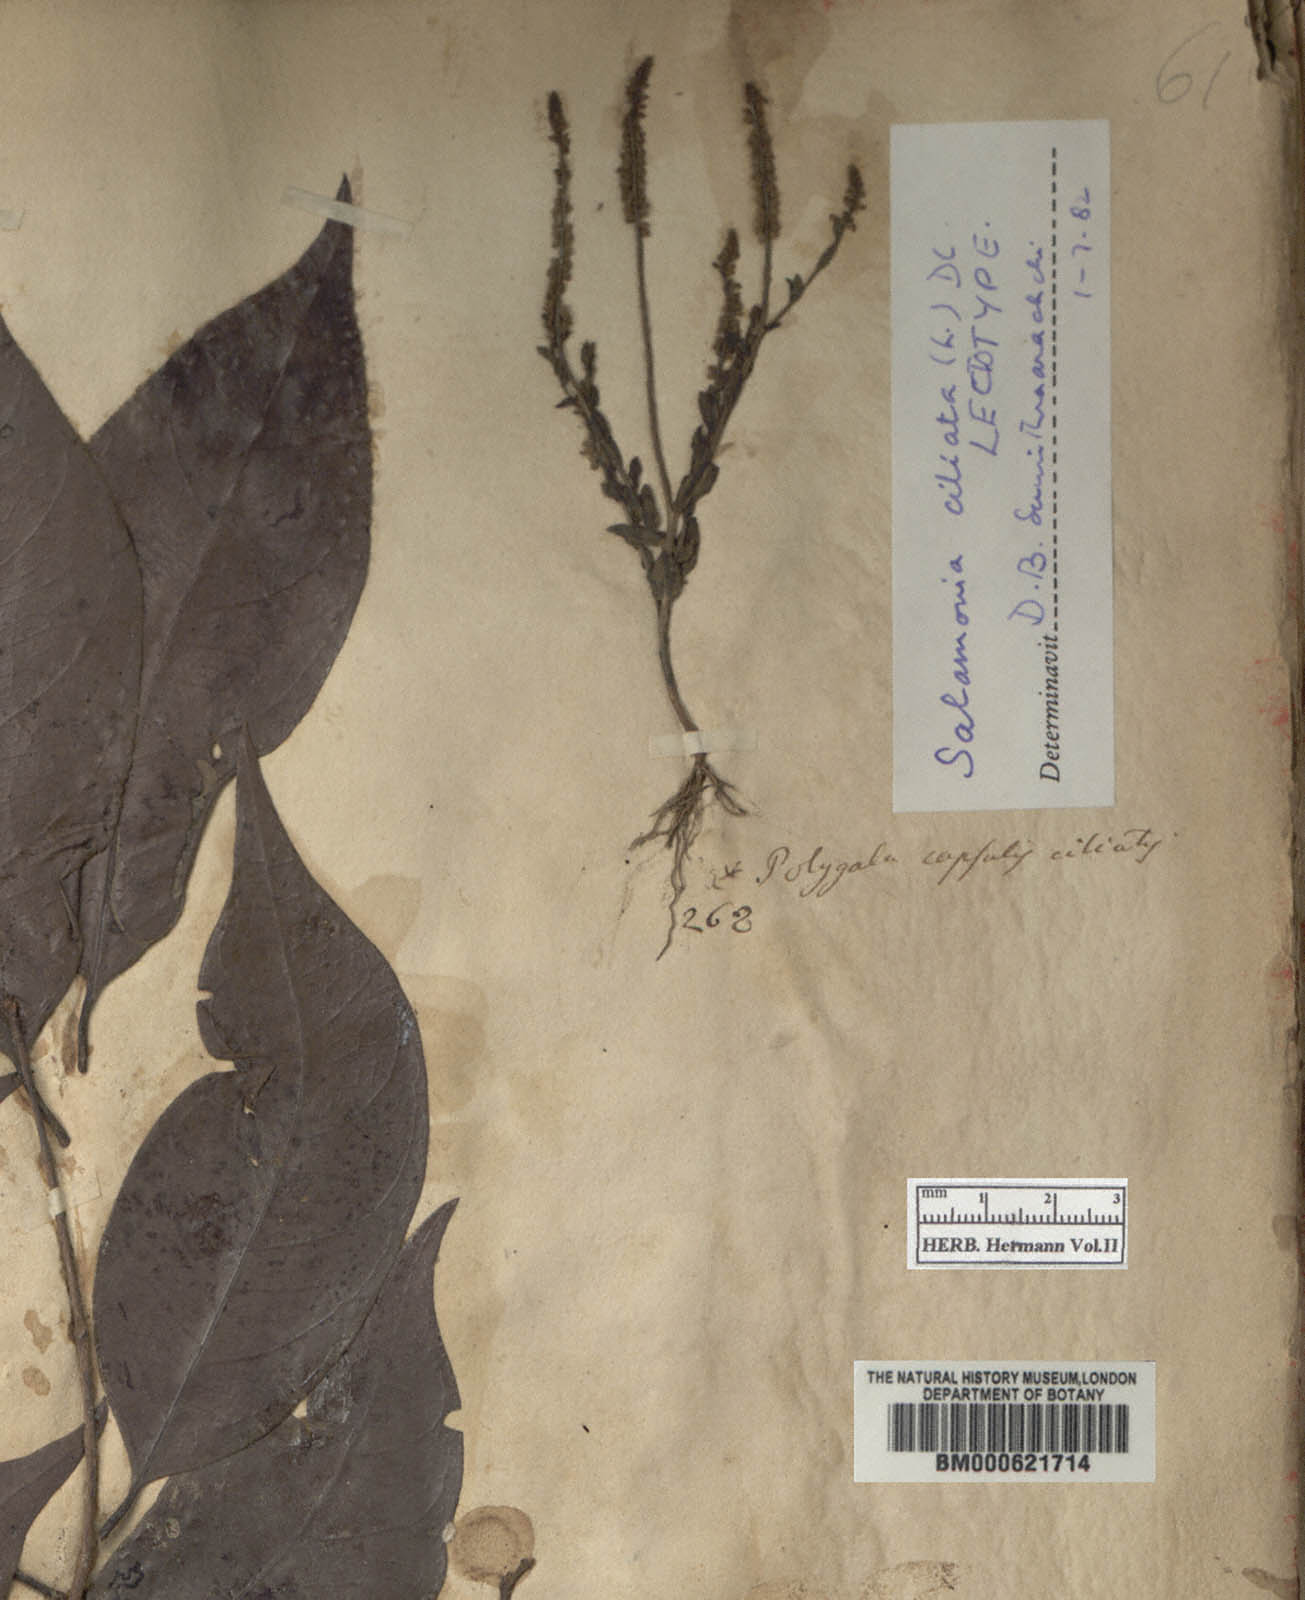 61
Salamonia ciliata (L.) DC.
LECTOTYPE.
Determinavit D. B. Sumithraarachchi
1-7-82
* Polygala capsulis ciliatis
268
mm 1 2 3
HERB. Hermann Vol.II
THE NATURAL HISTORY MUSEUM,LONDON
DEPARTMENT OF BOTANY
BM000621714